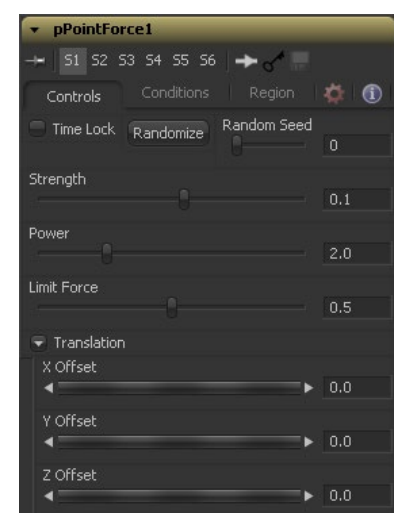 pPointForce1
S1 S2 S3 S4 S5 S6
Controls Conditions Region
Time Lock Randomize Random Seed
0
Strength
0.1
Power
2.0
Limit Force
0.5
Translation
X Offset
0.0
Y Offset
0.0
Z Offset
0.0